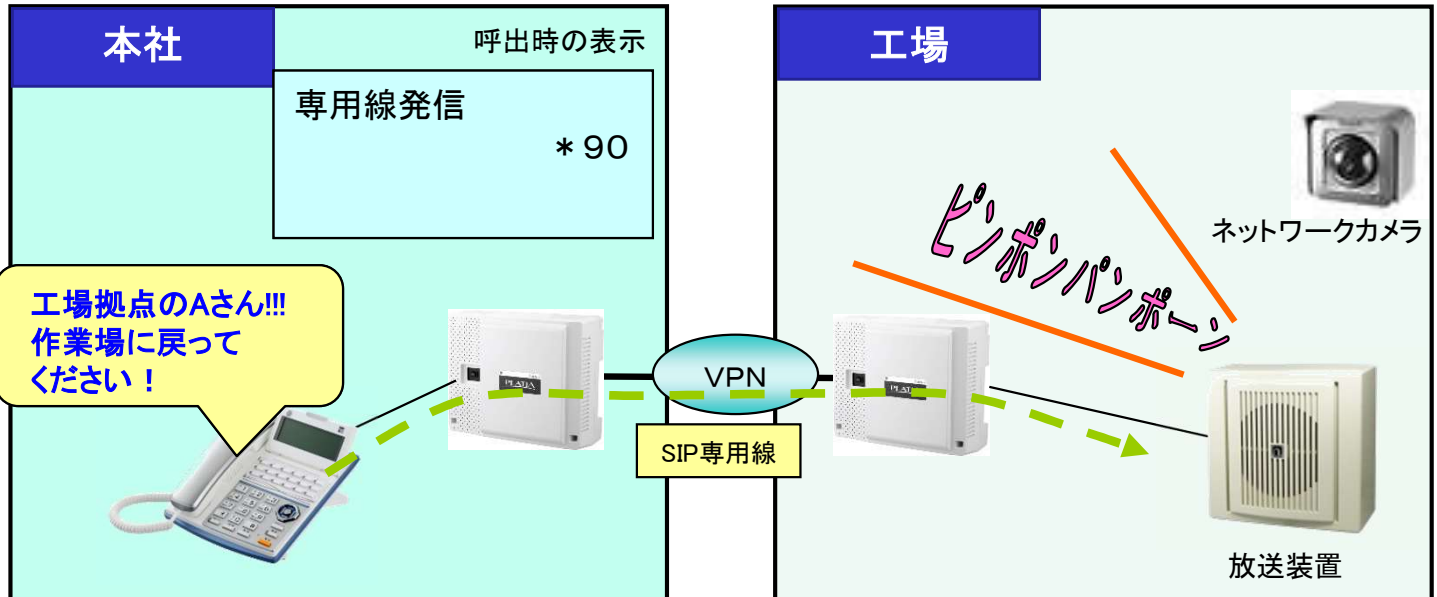 本社
呼出時の表示
専用線発信
＊９０
工場拠点のAさん!!!
作業場に戻って
ください！
PLATIA
VPN
SIP専用線
工場
ネットワークカメラ
ピンポンパンポーン
PLATIA
放送装置